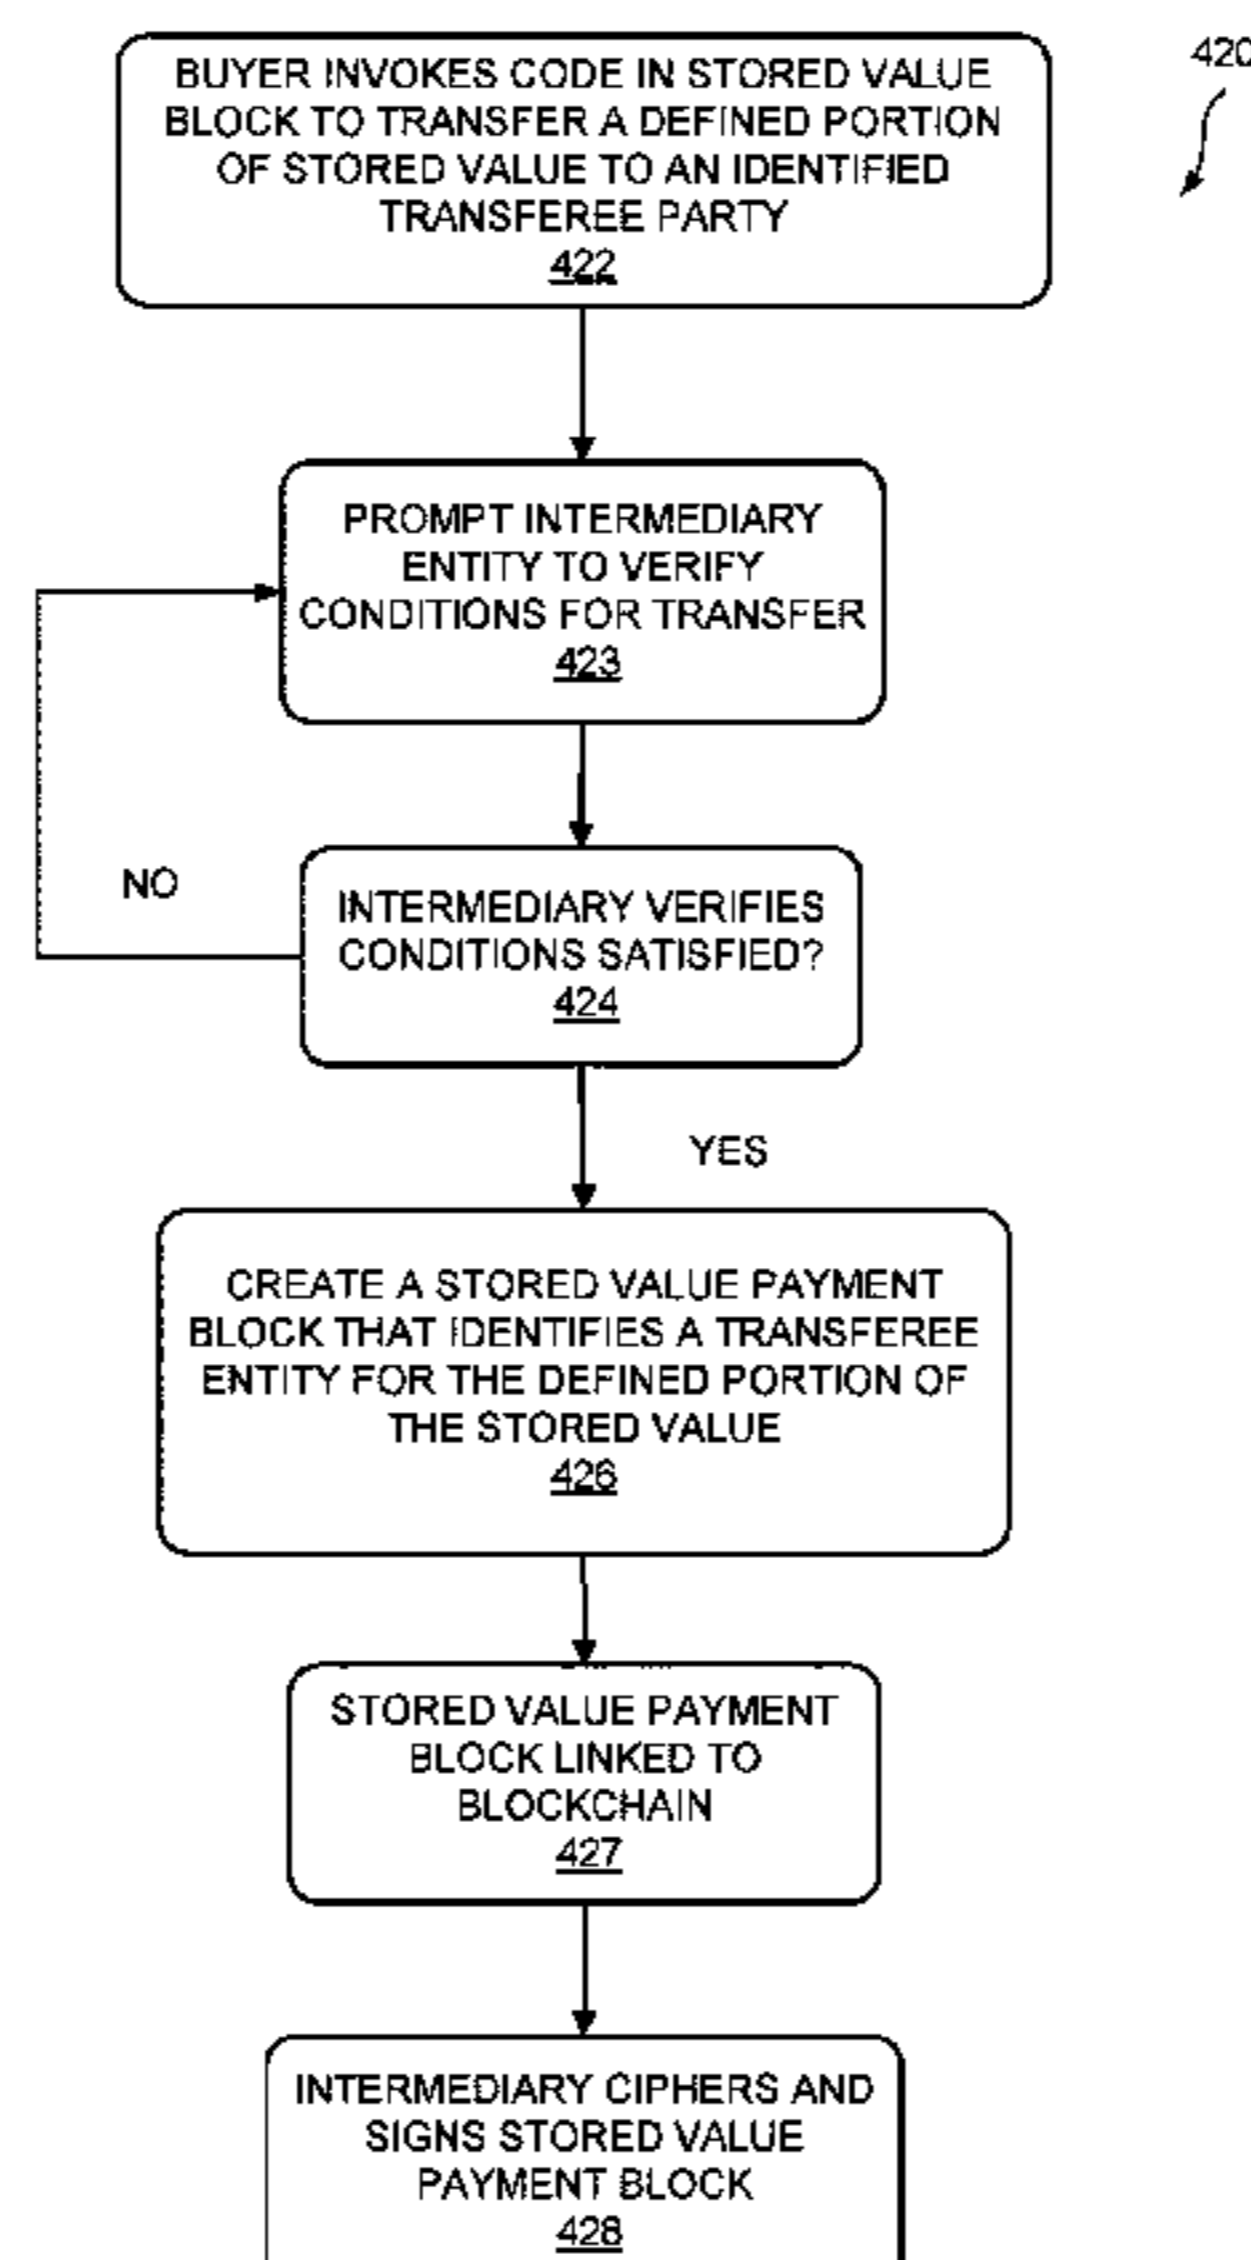 420
BUYER INVOKES CODE IN STORED VALUE
BLOCK TO TRANSFER A DEFINED PORTION
OF STORED VALUE TO AN IDENTIFIED
TRANSFEREE PARTY
422
PROMPT INTERMEDIARY
ENTITY TO VERIFY
CONDITIONS FOR TRANSFER
423
NO
INTERMEDIARY VERIFIES
CONDITIONS SATISFIED?
424
YES
CREATE A STORED VALUE PAYMENT
BLOCK THAT IDENTIFIES A TRANSFEREE
ENTITY FOR THE DEFINED PORTION OF
THE STORED VALUE
426
STORED VALUE PAYMENT
BLOCK LINKED TO
BLOCKCHAIN
427
INTERMEDIARY CIPHERS AND
SIGNS STORED VALUE
PAYMENT BLOCK
428